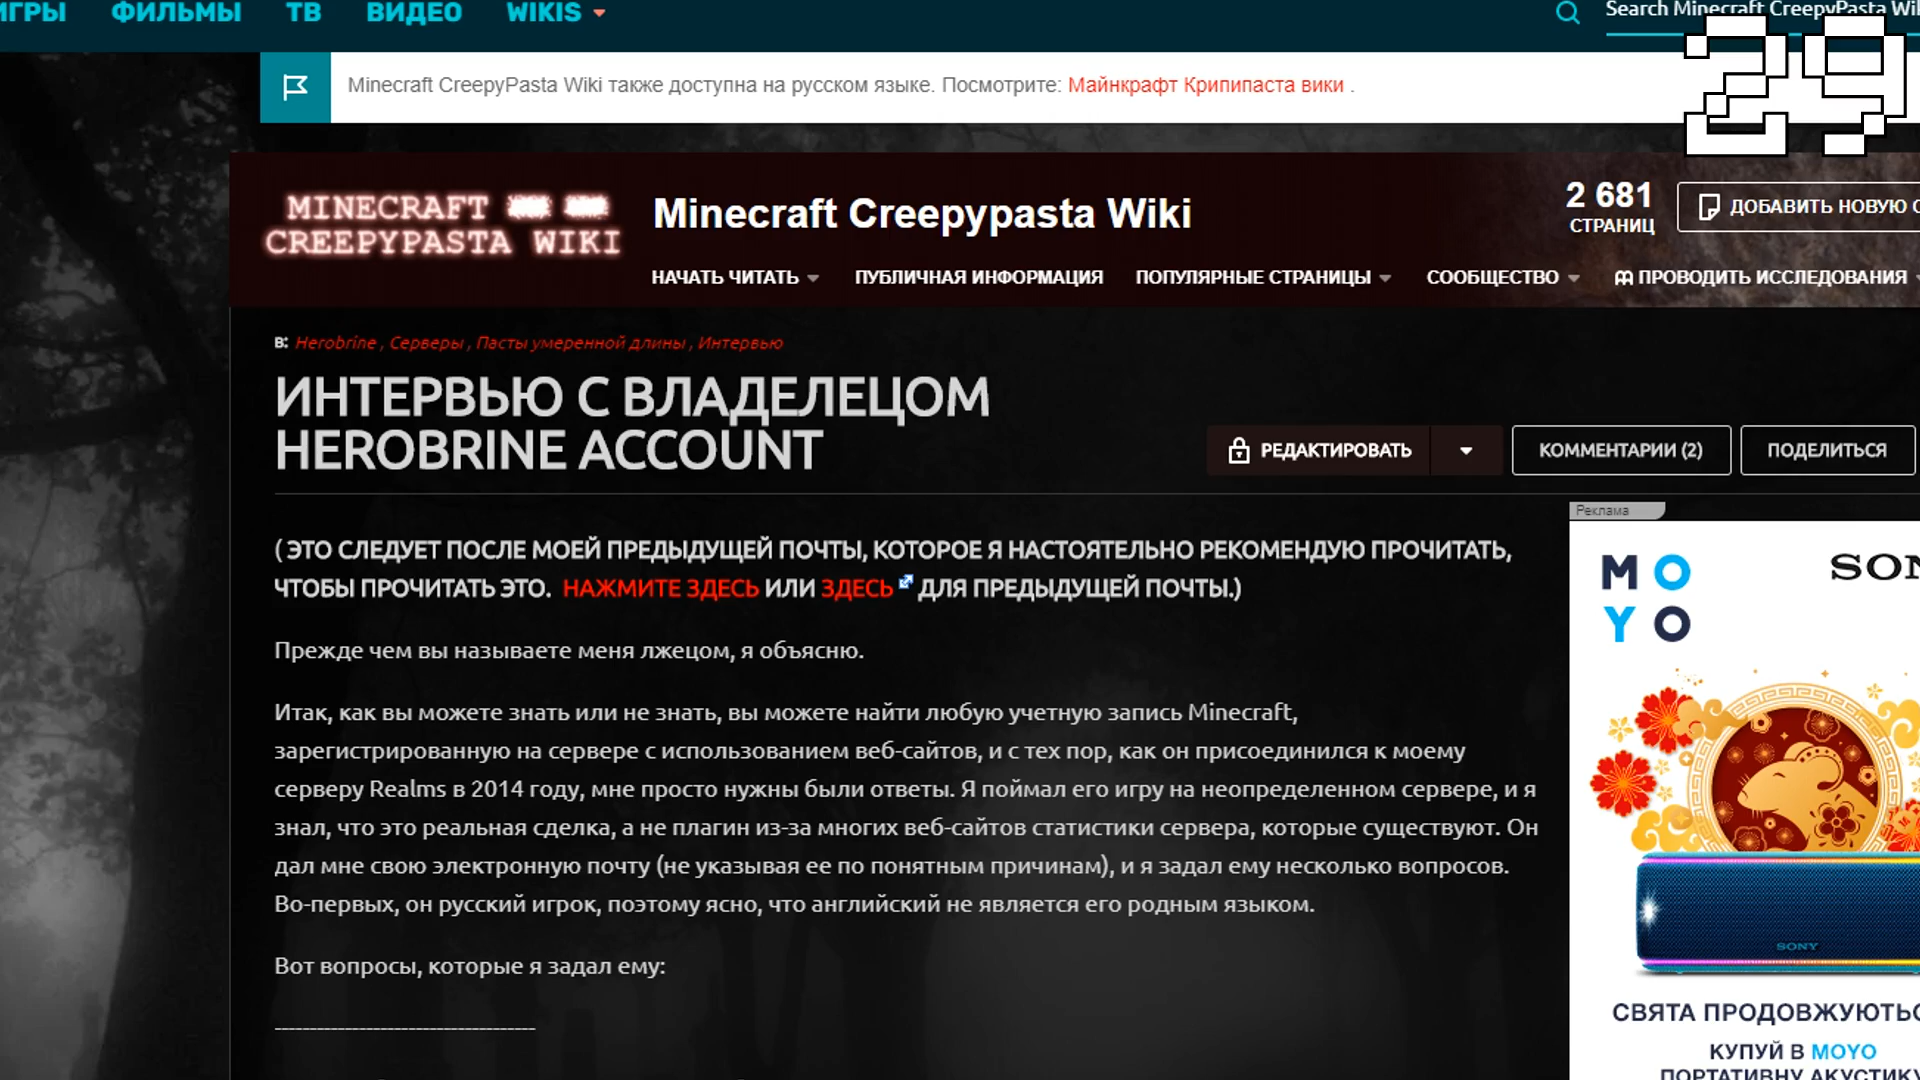 ИГРЫ ФИЛЬМЫ ТВ ВИДЕО WIKIS
Search Minecraft CreepyPasta Wi
29
Minecraft CreepyPasta Wiki также доступна на русском языке. Посмотрите: Майнкрафт Крипипаста вики .
MINECRAFT
CREEPYPASTA WIKI
Minecraft Creepypasta Wiki
2 681
СТРАНИЦ
ДОБАВИТЬ НОВУЮ С
НАЧАТЬ ЧИТАТЬ ПУБЛИЧНАЯ ИНФОРМАЦИЯ ПОПУЛЯРНЫЕ СТРАНИЦЫ СООБЩЕСТВО ПРОВОДИТЬ ИССЛЕДОВАНИЯ
в: Herobrine , Серверы , Пасты умеренной длины , Интервью
ИНТЕРВЬЮ С ВЛАДЕЛЕЦОМ
HEROBRINE ACCOUNT
РЕДАКТИРОВАТЬ КОММЕНТАРИИ (2) ПОДЕЛИТЬСЯ
( ЭТО СЛЕДУЕТ ПОСЛЕ МОЕЙ ПРЕДЫДУЩЕЙ ПОЧТЫ, КОТОРОЕ Я НАСТОЯТЕЛЬНО РЕКОМЕНДУЮ ПРОЧИТАТЬ,
ЧТОБЫ ПРОЧИТАТЬ ЭТО. НАЖМИТЕ ЗДЕСЬ ИЛИ ЗДЕСЬ ДЛЯ ПРЕДЫДУЩЕЙ ПОЧТЫ.)
Прежде чем вы называете меня лжецом, я объясню.
Итак, как вы можете знать или не знать, вы можете найти любую учетную запись Minecraft,
зарегистрированную на сервере с использованием веб-сайтов, и с тех пор, как он присоединился к моему
серверу Realms в 2014 году, мне просто нужны были ответы. Я поймал его игру на неопределенном сервере, и я
знал, что это реальная сделка, а не плагин из-за многих веб-сайтов статистики сервера, которые существуют. Он
дал мне свою электронную почту (не указывая ее по понятным причинам), и я задал ему несколько вопросов.
Во-первых, он русский игрок, поэтому ясно, что английский не является его родным языком.
Вот вопросы, которые я задал ему:
-------------------------------------
Реклама
MOYO
SON
SONY
СВЯТА ПРОДОВЖУЮТЬС
КУПУЙ В MOYO
ПОРТАТИВНУ АКУСТИКУ